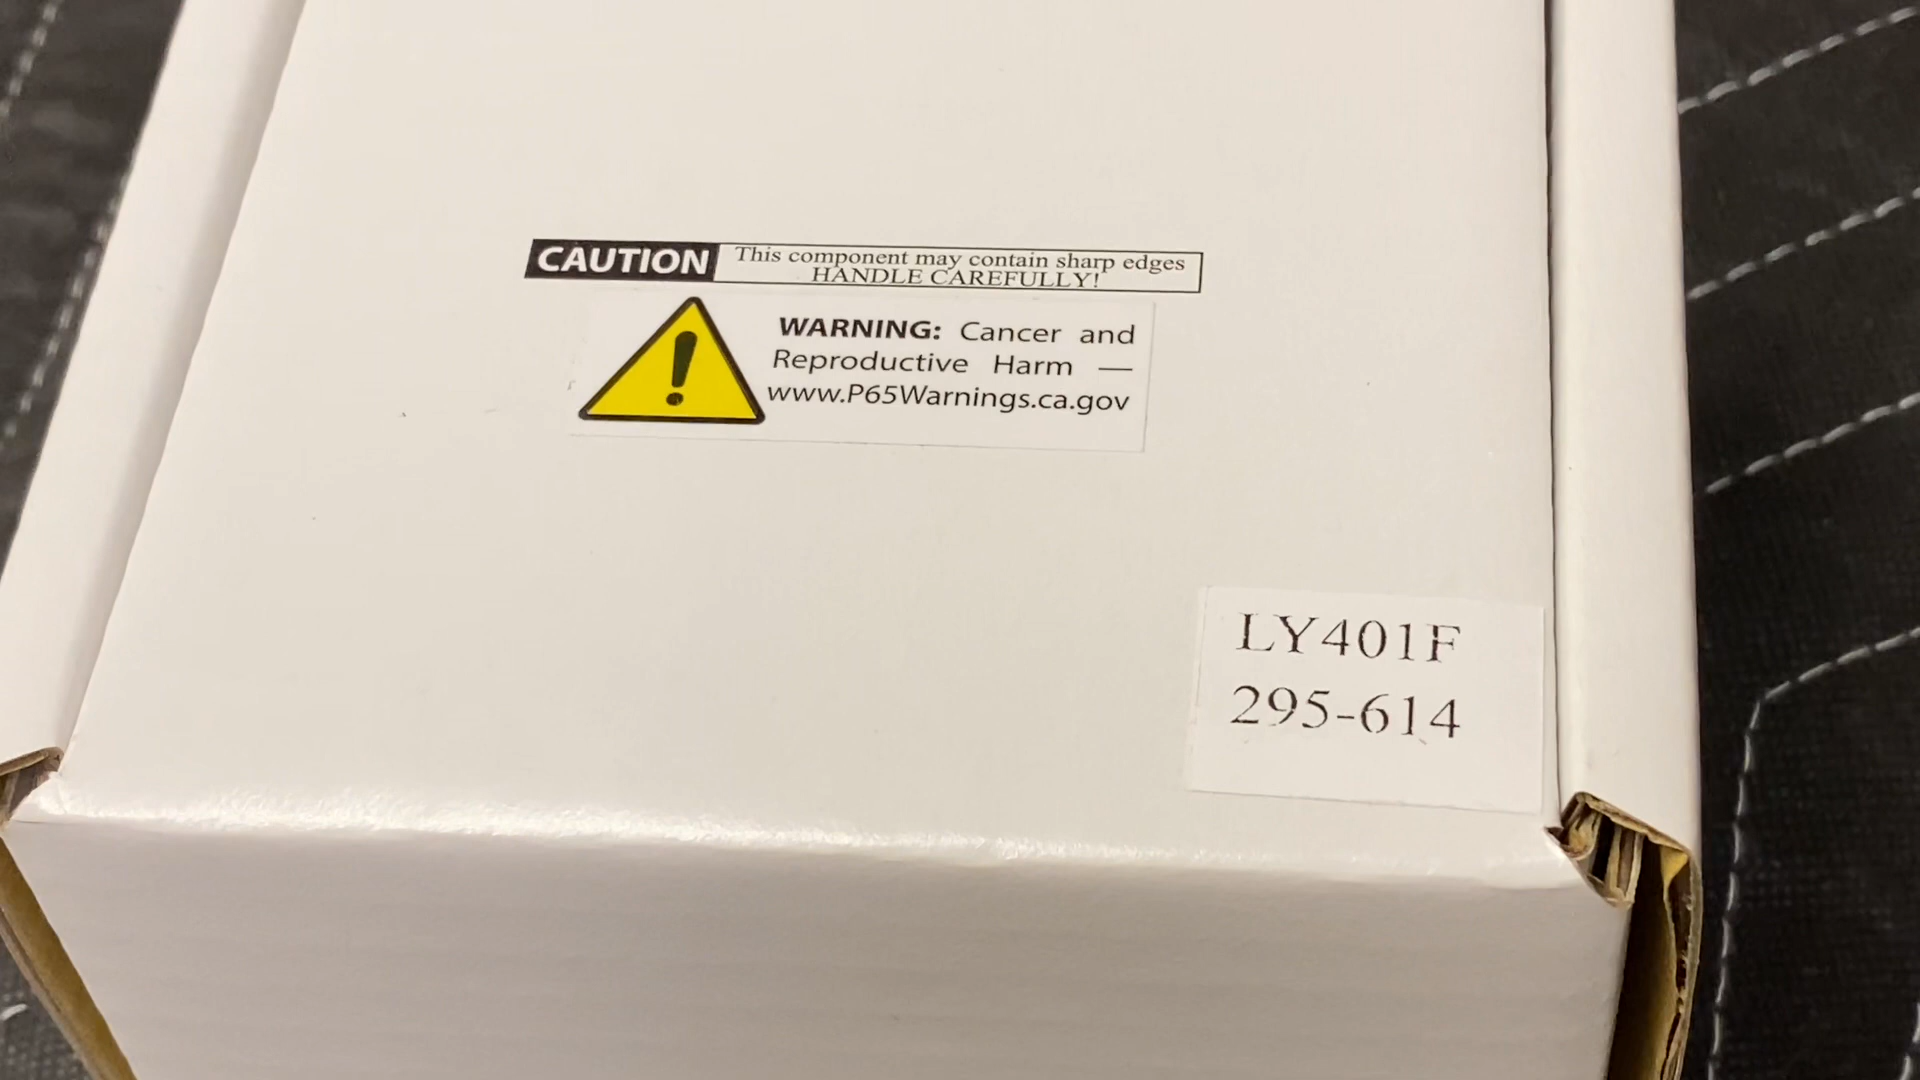 CAUTION This component may contain sharp edges
HANDLE CAREFULLY!
WARNING: Cancer and
Reproductive Harm —
www.P65Warnings.ca.gov
LY401F
295-614